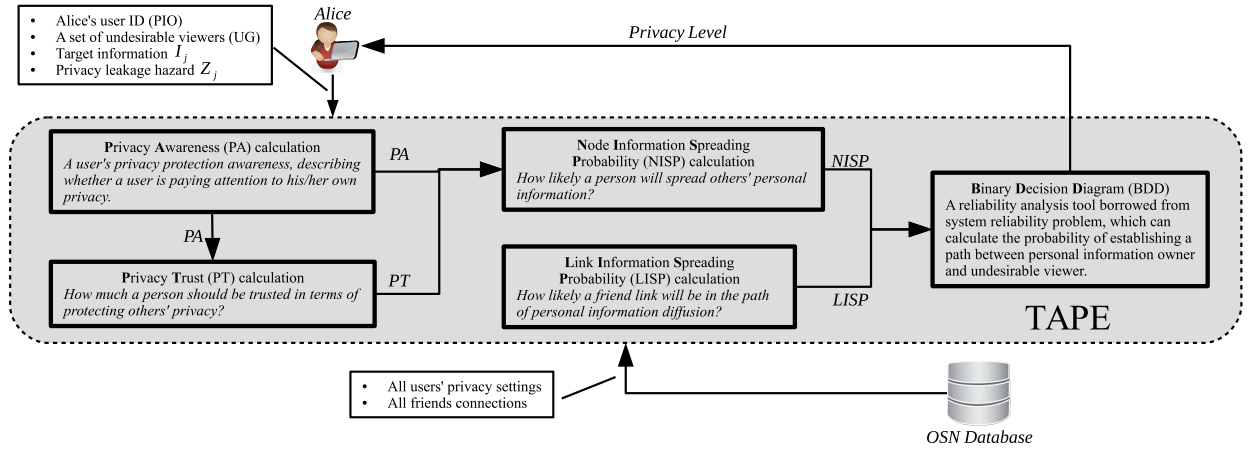 Alice
• Alice's user ID (PIO)
• A set of undesirable viewers (UG)
• Target information I j
• Privacy leakage hazard Z j
Privacy Level
Privacy Awareness (PA) calculation
A user's privacy protection awareness, describing
whether a user is paying attention to his/her own
privacy.
PA
PA
Privacy Trust (PT) calculation
How much a person should be trusted in terms of
protecting others' privacy?
PT
Node Information Spreading
Probability (NISP) calculation
How likely a person will spread others' personal
information?
NISP
Link Information Spreading
Probability (LISP) calculation
How likely a friend link will be in the path
of personal information diffusion?
LISP
Binary Decision Diagram (BDD)
A reliability analysis tool borrowed from
system reliability problem, which can
calculate the probability of establishing a
path between personal information owner
and undesirable viewer.
TAPE
• All users' privacy settings
• All friends connections
OSN Database